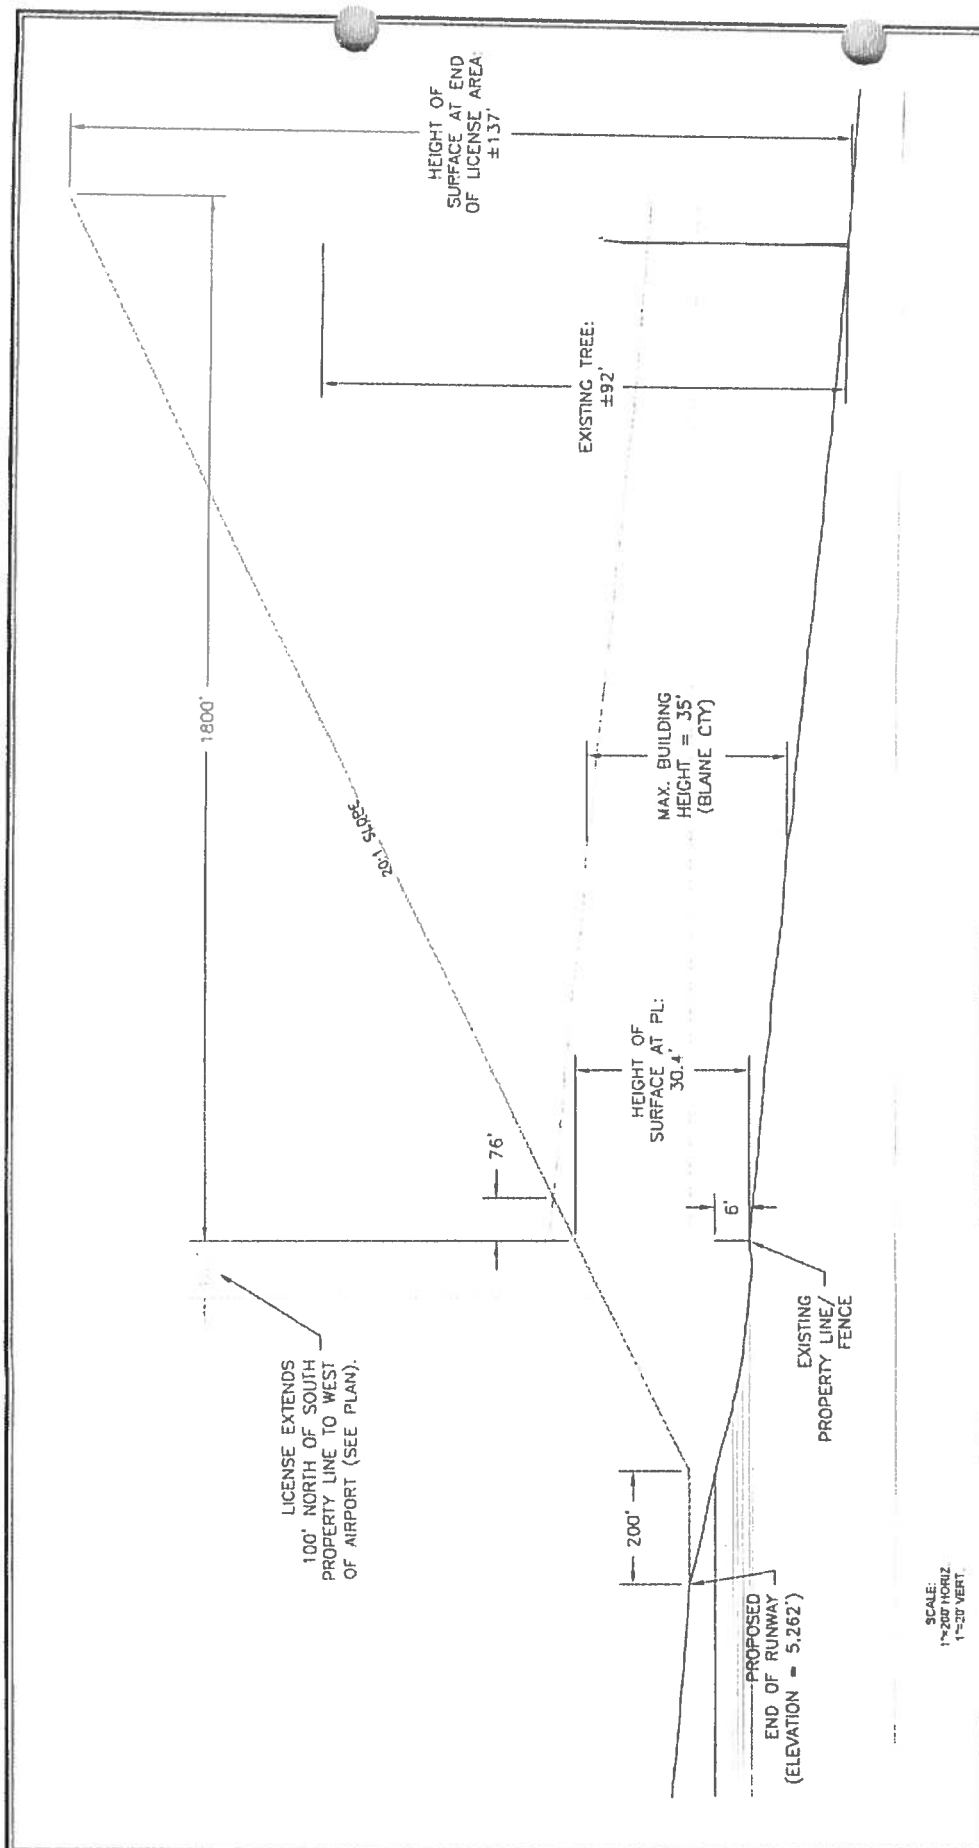 HEIGHT OF
SURFACE AT END
OF LICENSE AREA:
±137'
1800'
EXISTING TREE:
±92'
20:1 SLOPE
MAX. BUILDING
HEIGHT = 35'
(BLAINE CTY)
76'
HEIGHT OF
SURFACE AT PL:
30.4'
6'
LICENSE EXTENDS
100' NORTH OF SOUTH
PROPERTY LINE TO WEST
OF AIRPORT (SEE PLAN).
EXISTING
PROPERTY LINE/
FENCE
200'
PROPOSED
END OF RUNWAY
(ELEVATION = 5,262')
SCALE:
1"=200' HORIZ.
1"=20' VERT.